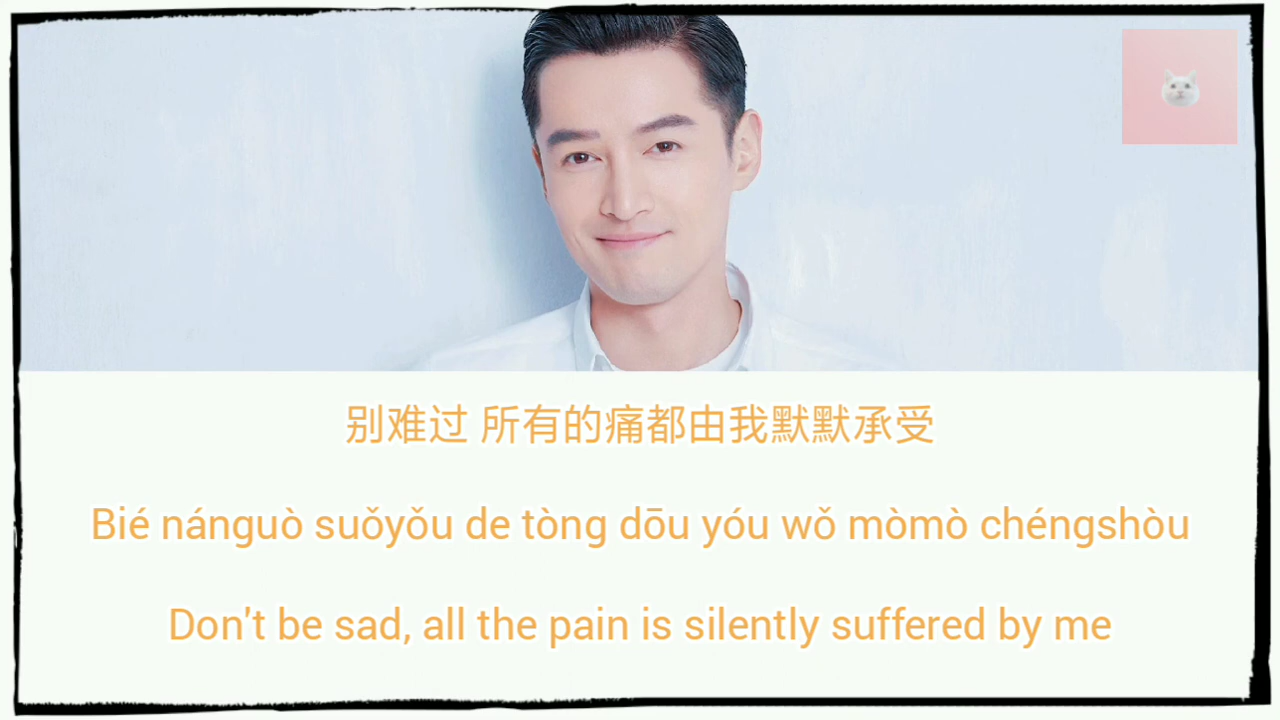 别难过 所有的痛都由我默默承受
Bié nánguò suǒyǒu de tòng dōu yóu wǒ mòmò chéngshòu
Don't be sad, all the pain is silently suffered by me